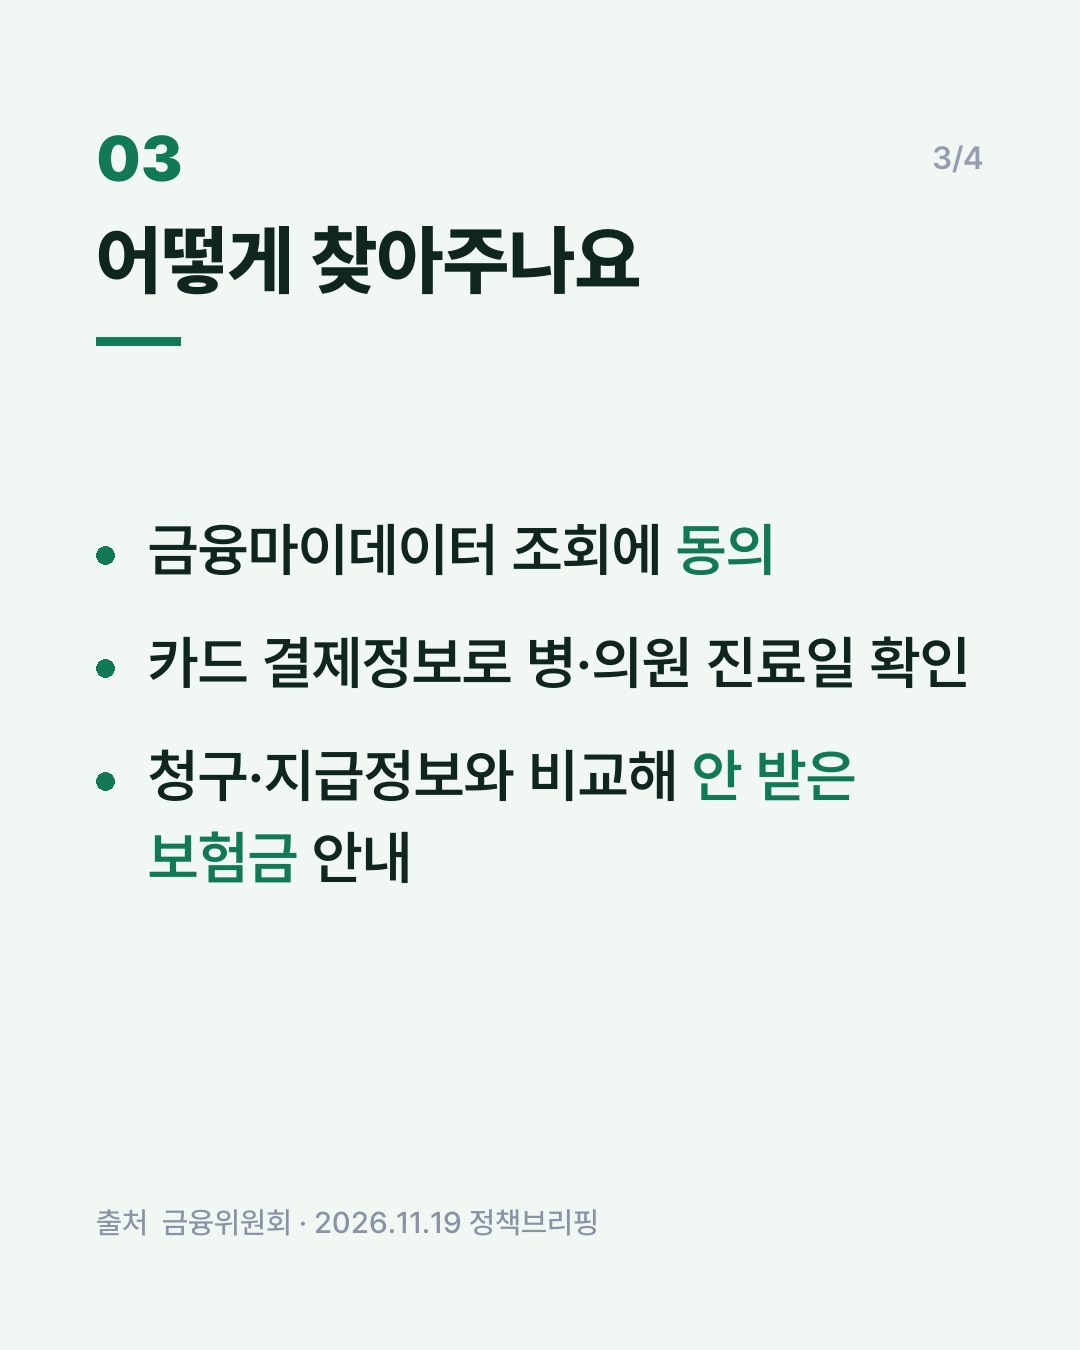 03
3/4
어떻게 찾아주나요
금융마이데이터 조회에 동의
카드 결제정보로 병·의원 진료일 확인
청구·지급정보와 비교해 안 받은
보험금 안내
출처 금융위원회 · 2026.11.19 정책브리핑